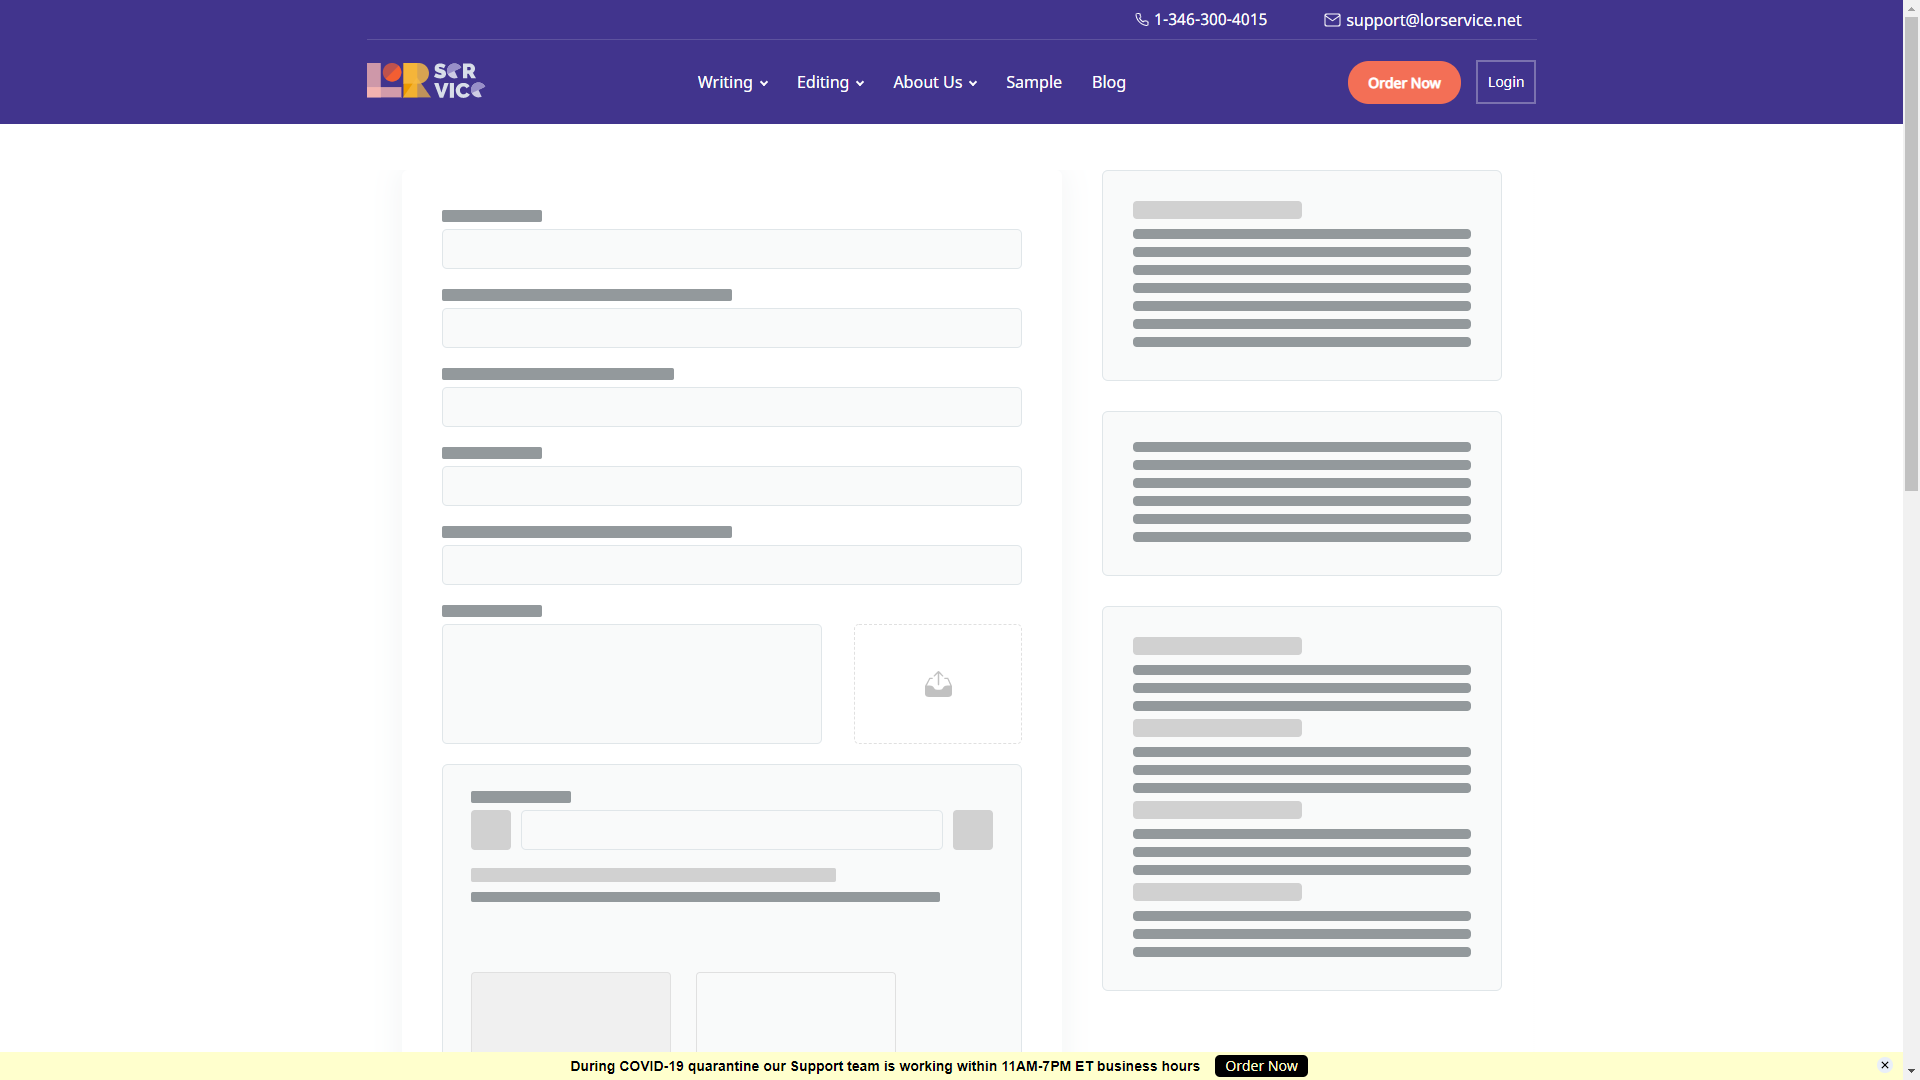 1-346-300-4015
support@lorservice.net
LOR SERVICE
Writing
Editing
About Us
Sample
Blog
Order Now
Login
During COVID-19 quarantine our Support team is working within 11AM-7PM ET business hours
Order Now